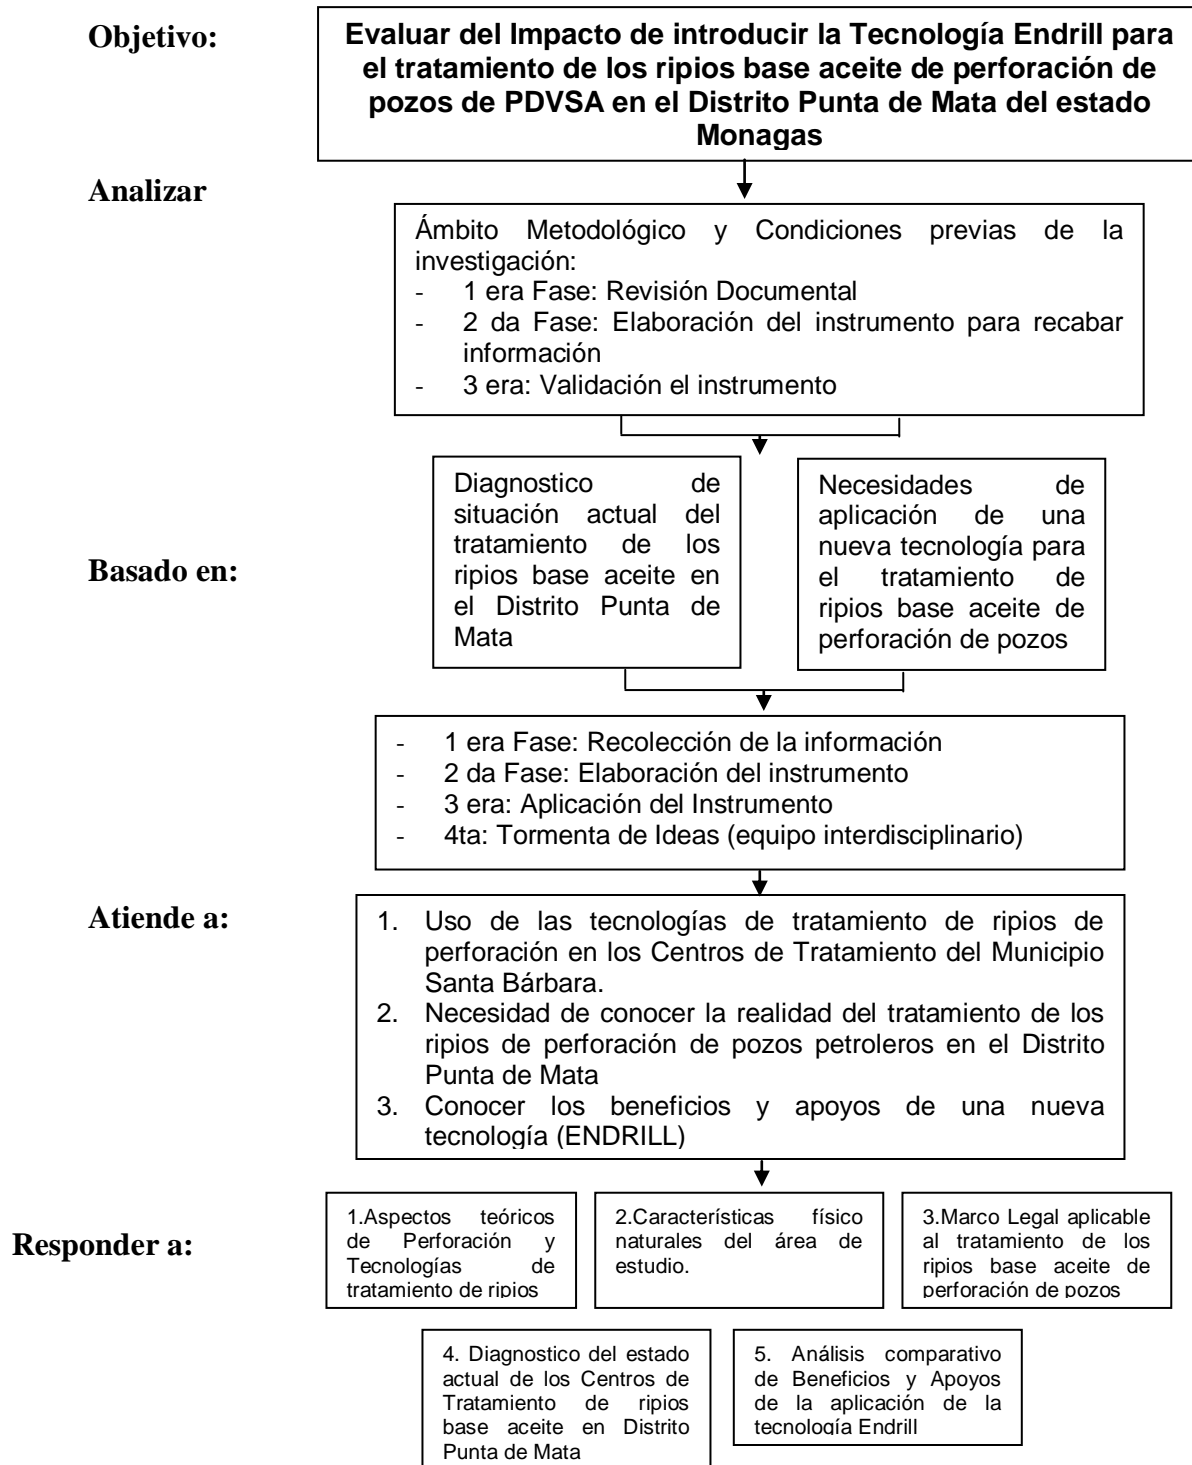 Objetivo:
Evaluar del Impacto de introducir la Tecnología Endrill para
el tratamiento de los ripios base aceite de perforación de
pozos de PDVSA en el Distrito Punta de Mata del estado
Monagas
Analizar
Ámbito Metodológico y Condiciones previas de la
investigación:
- 1 era Fase: Revisión Documental
- 2 da Fase: Elaboración del instrumento para recabar
información
- 3 era: Validación el instrumento
Basado en:
Diagnostico de
situación actual del
tratamiento de los
ripios base aceite en
el Distrito Punta de
Mata
Necesidades de
aplicación de una
nueva tecnología para
el tratamiento de
ripios base aceite de
perforación de pozos
- 1 era Fase: Recolección de la información
- 2 da Fase: Elaboración del instrumento
- 3 era: Aplicación del Instrumento
- 4ta: Tormenta de Ideas (equipo interdisciplinario)
Atiende a:
1. Uso de las tecnologías de tratamiento de ripios de
perforación en los Centros de Tratamiento del Municipio
Santa Bárbara.
2. Necesidad de conocer la realidad del tratamiento de los
ripios de perforación de pozos petroleros en el Distrito
Punta de Mata
3. Conocer los beneficios y apoyos de una nueva
tecnología (ENDRILL)
Responder a:
1.Aspectos teóricos
de Perforación y
Tecnologías de
tratamiento de ripios
2.Características físico
naturales del área de
estudio.
3.Marco Legal aplicable
al tratamiento de los
ripios base aceite de
perforación de pozos
4. Diagnostico del estado
actual de los Centros de
Tratamiento de ripios
base aceite en Distrito
Punta de Mata
5. Análisis comparativo
de Beneficios y Apoyos
de la aplicación de la
tecnología Endrill